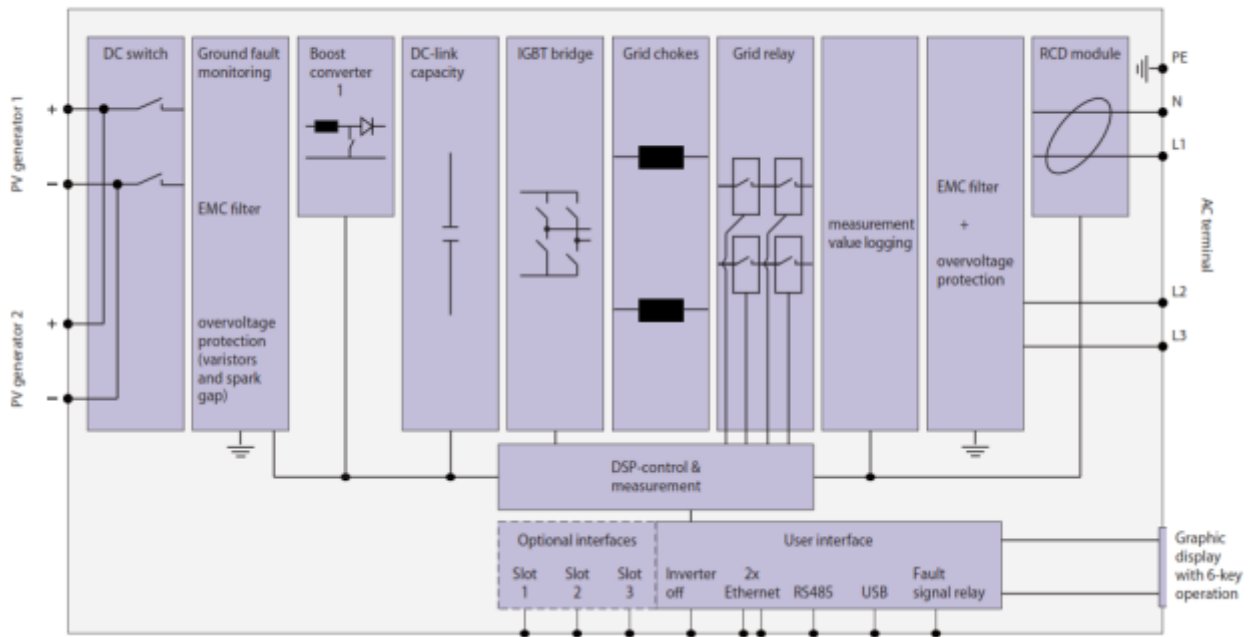 DC switch
Ground fault
monitoring
Boost
converter
1
DC-link
capacity
IGBT bridge
Grid chokes
Grid relay
RCD module
PE
N
L1
PV generator 1
+
−
EMC filter
measurement
value logging
EMC filter
+
overvoltage
protection
AC terminal
L2
L3
PV generator 2
+
−
overvoltage
protection
(varistors
and spark
gap)
DSP-control &
measurement
Optional interfaces
User interface
Slot
1
Slot
2
Slot
3
Inverter
off
2x
Ethernet
RS485
USB
Fault
signal relay
Graphic
display
with 6-key
operation